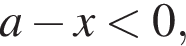 a − x < 0,